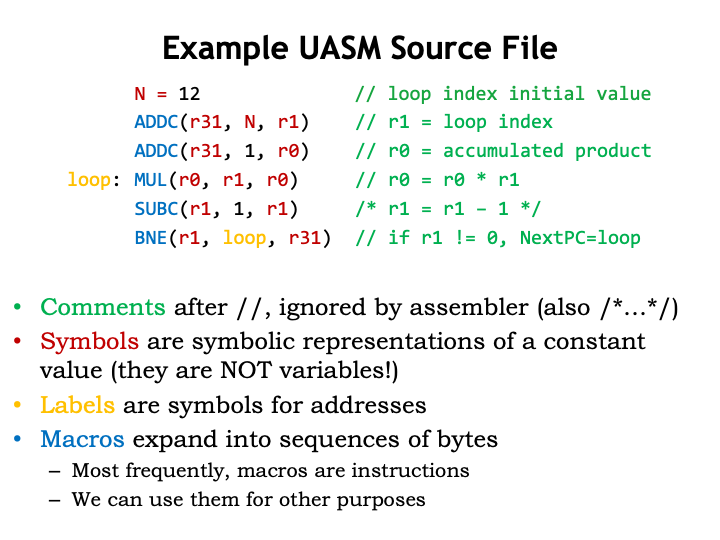 Example UASM Source File
N = 12 // loop index initial value
ADDC(r31, N, r1) // r1 = loop index
ADDC(r31, 1, r0) // r0 = accumulated product
loop: MUL(r0, r1, r0) // r0 = r0 * r1
SUBC(r1, 1, r1) /* r1 = r1 – 1 */
BNE(r1, loop, r31) // if r1 != 0, NextPC=loop
• Comments after //, ignored by assembler (also /*…*/)
• Symbols are symbolic representations of a constant
value (they are NOT variables!)
• Labels are symbols for addresses
• Macros expand into sequences of bytes
– Most frequently, macros are instructions
– We can use them for other purposes